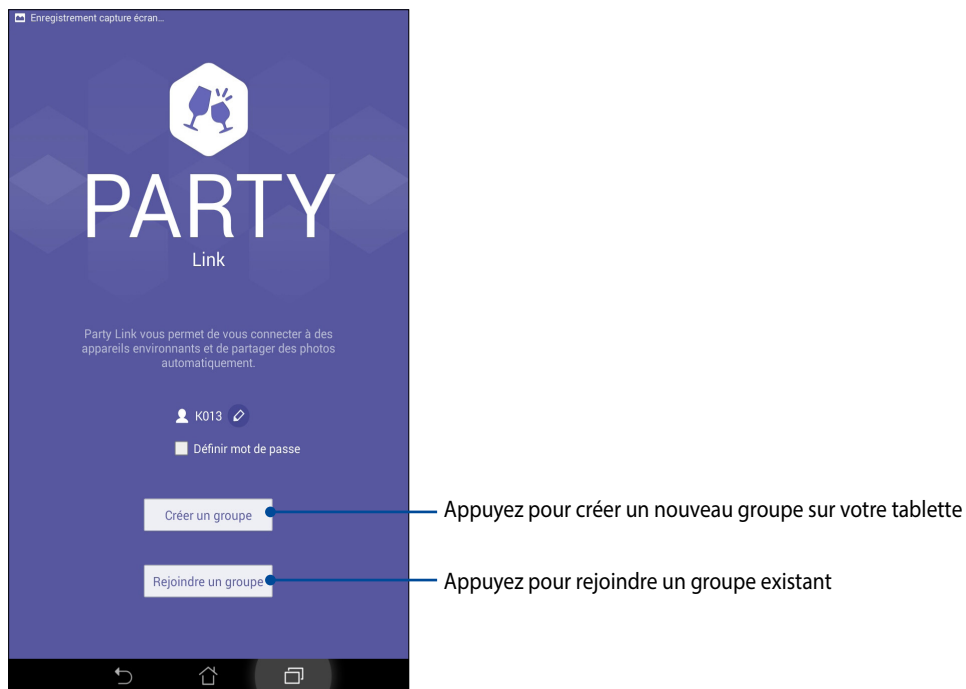 Enregistrement capture écran...
PARTY
Link
Party Link vous permet de vous connecter à des
appareils environnants et de partager des photos
automatiquement.
K013
Définir mot de passe
Créer un groupe
Appuyez pour créer un nouveau groupe sur votre tablette
Rejoindre un groupe
Appuyez pour rejoindre un groupe existant